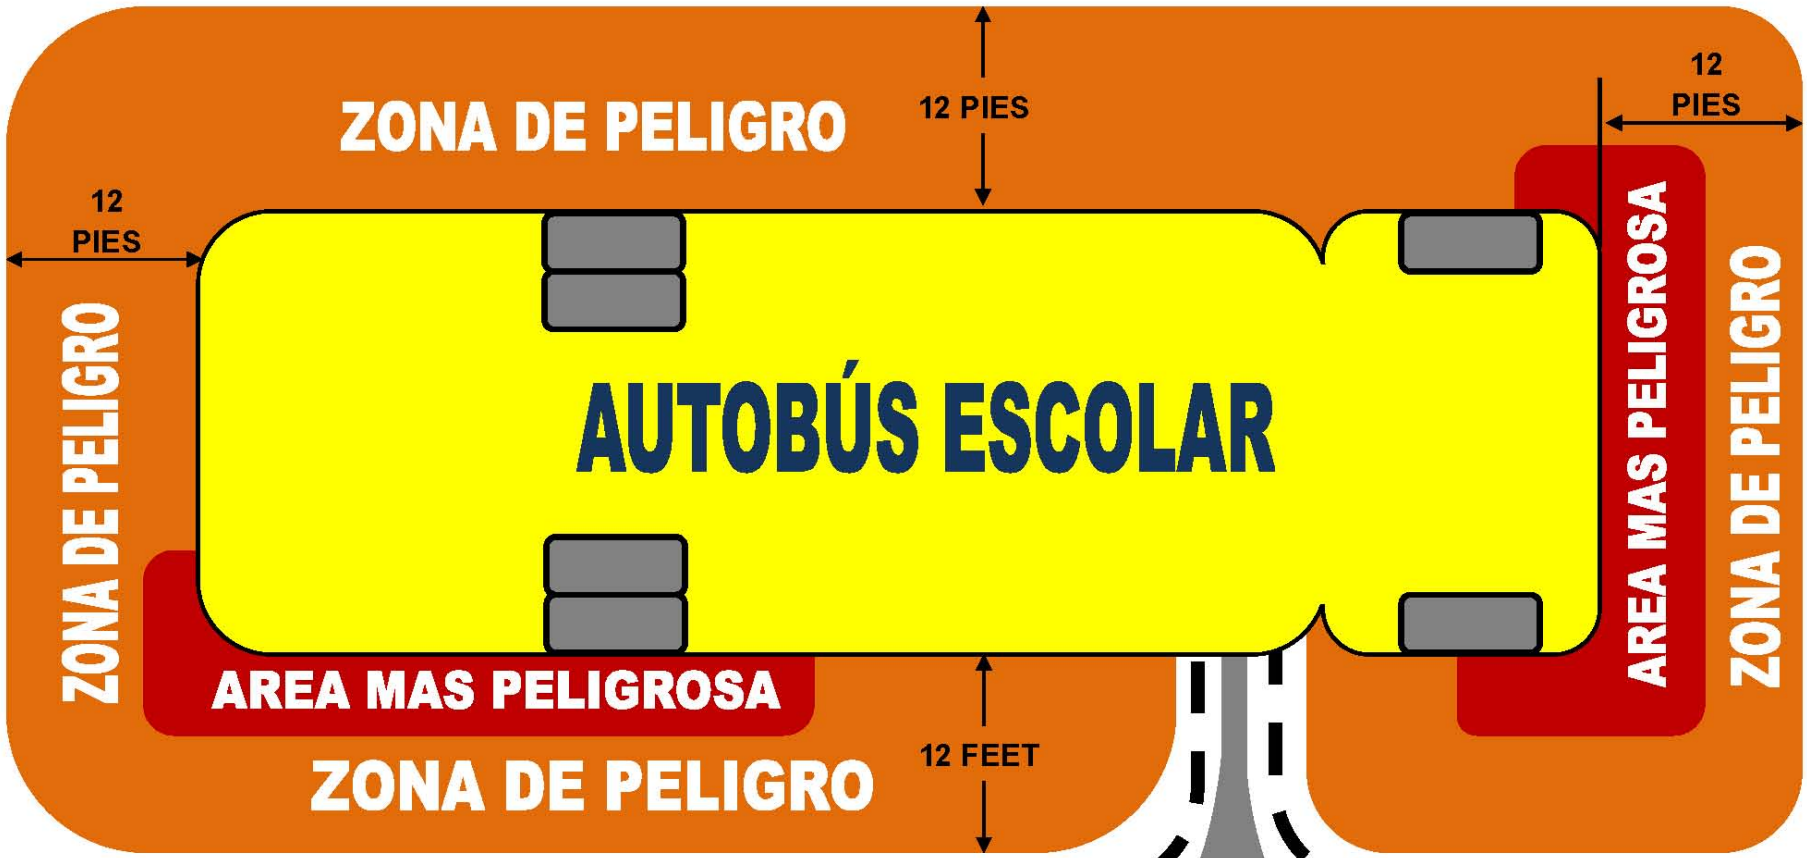 ZONA DE PELIGRO
12 PIES
12
PIES
12
PIES
ZONA DE PELIGRO
AUTOBÚS ESCOLAR
AREA MAS PELIGROSA
ZONA DE PELIGRO
AREA MAS PELIGROSA
12 FEET
ZONA DE PELIGRO